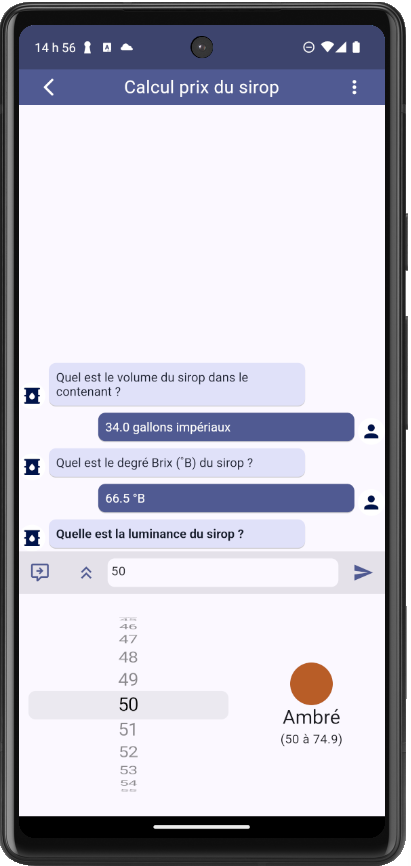 14 h 56
Calcul prix du sirop
Quel est le volume du sirop dans le
contenant ?
34.0 gallons impériaux
Quel est le degré Brix (°B) du sirop ?
66.5 °B
Quelle est la luminance du sirop ?
50
45
46
47
48
49
50
51
52
53
54
55
Ambré
(50 à 74.9)